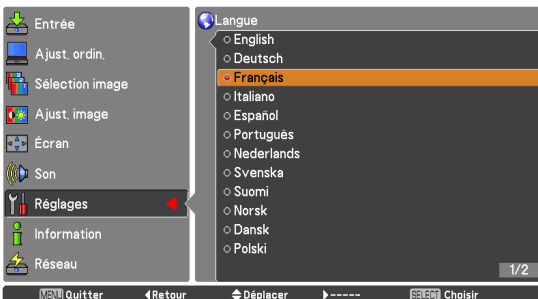 Entrée
Ajust. ordin.
Sélection image
Ajust. image
Écran
Son
Réglages
Information
Réseau
Langue
English
Deutsch
Français
Italiano
Español
Português
Nederlands
Svenska
Suomi
Norsk
Dansk
Polski
1/2
MENU Quitter
Retour
Déplacer
-----
SELECT Choisir